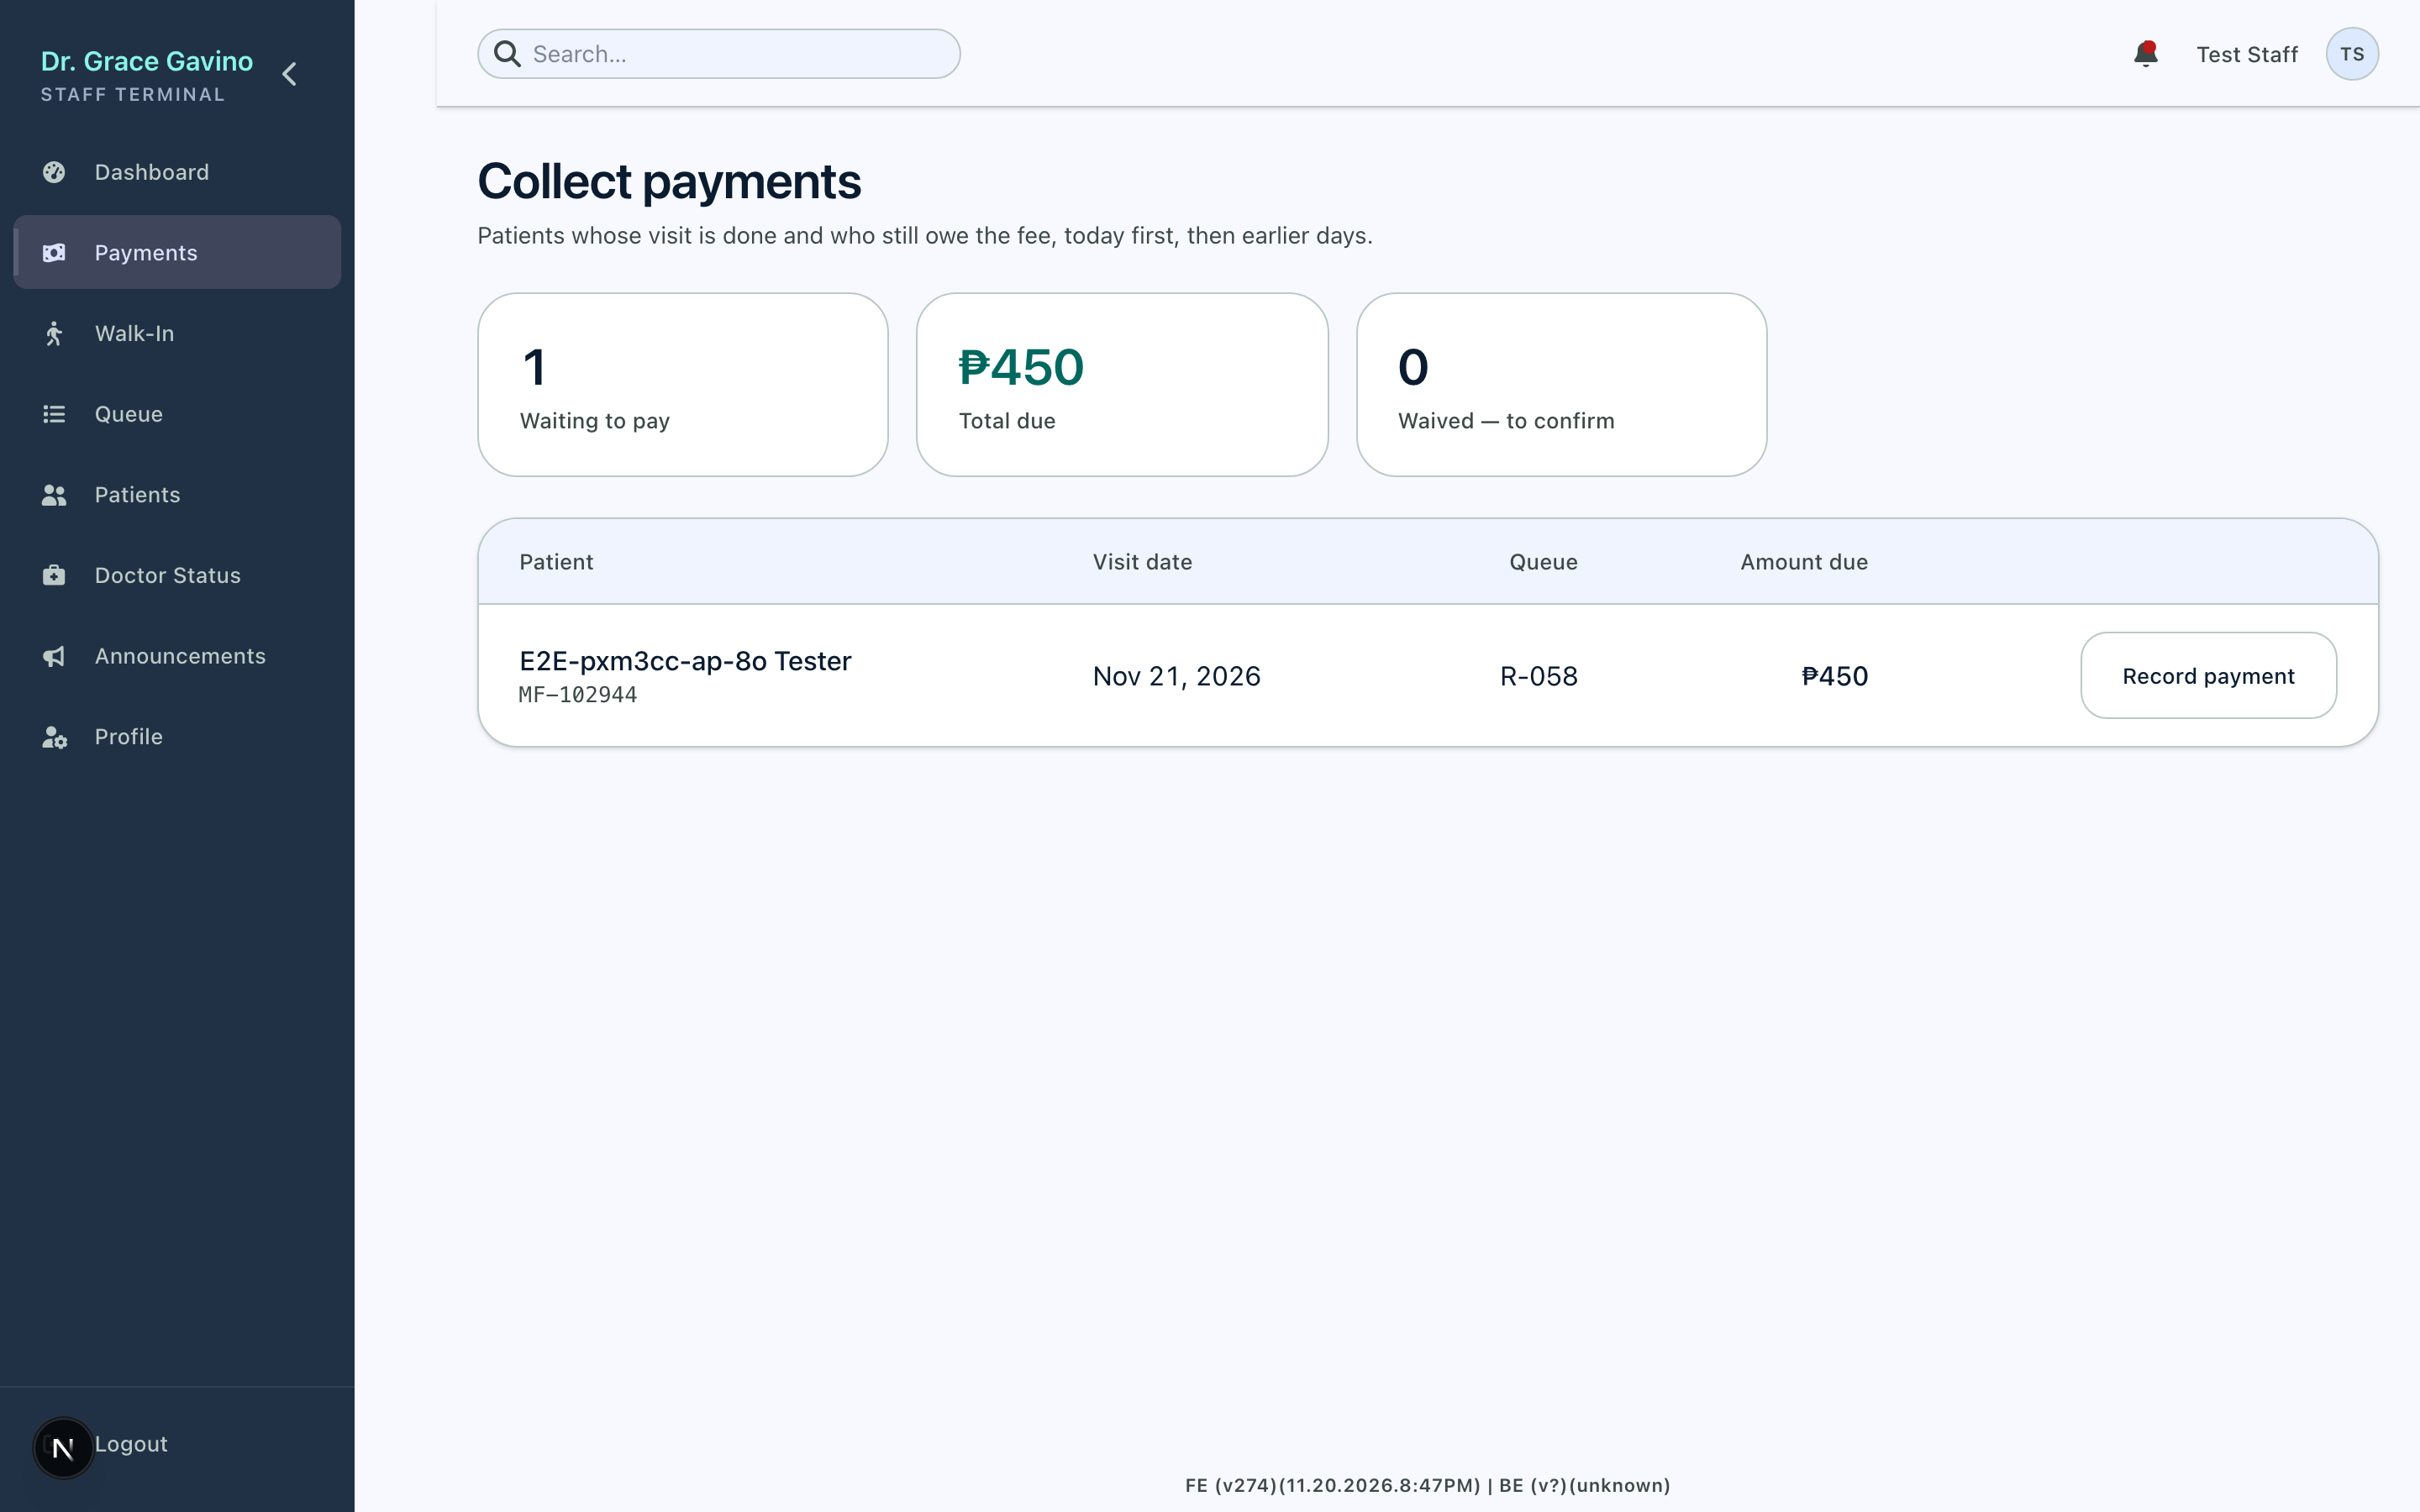 Dr. Grace Gavino
STAFF TERMINAL
Dashboard
Payments
Walk-In
Queue
Patients
Doctor Status
Announcements
Profile
Logout
N
Search...
Test Staff
TS
Collect payments
Patients whose visit is done and who still owe the fee, today first, then earlier days.
1
Waiting to pay
₱450
Total due
0
Waived — to confirm
Patient Visit date Queue Amount due
E2E-pxm3cc-ap-8o Tester
MF-102944
Nov 21, 2026 R-058 ₱450 Record payment
FE (v274)(11.20.2026.8:47PM) | BE (v?)(unknown)